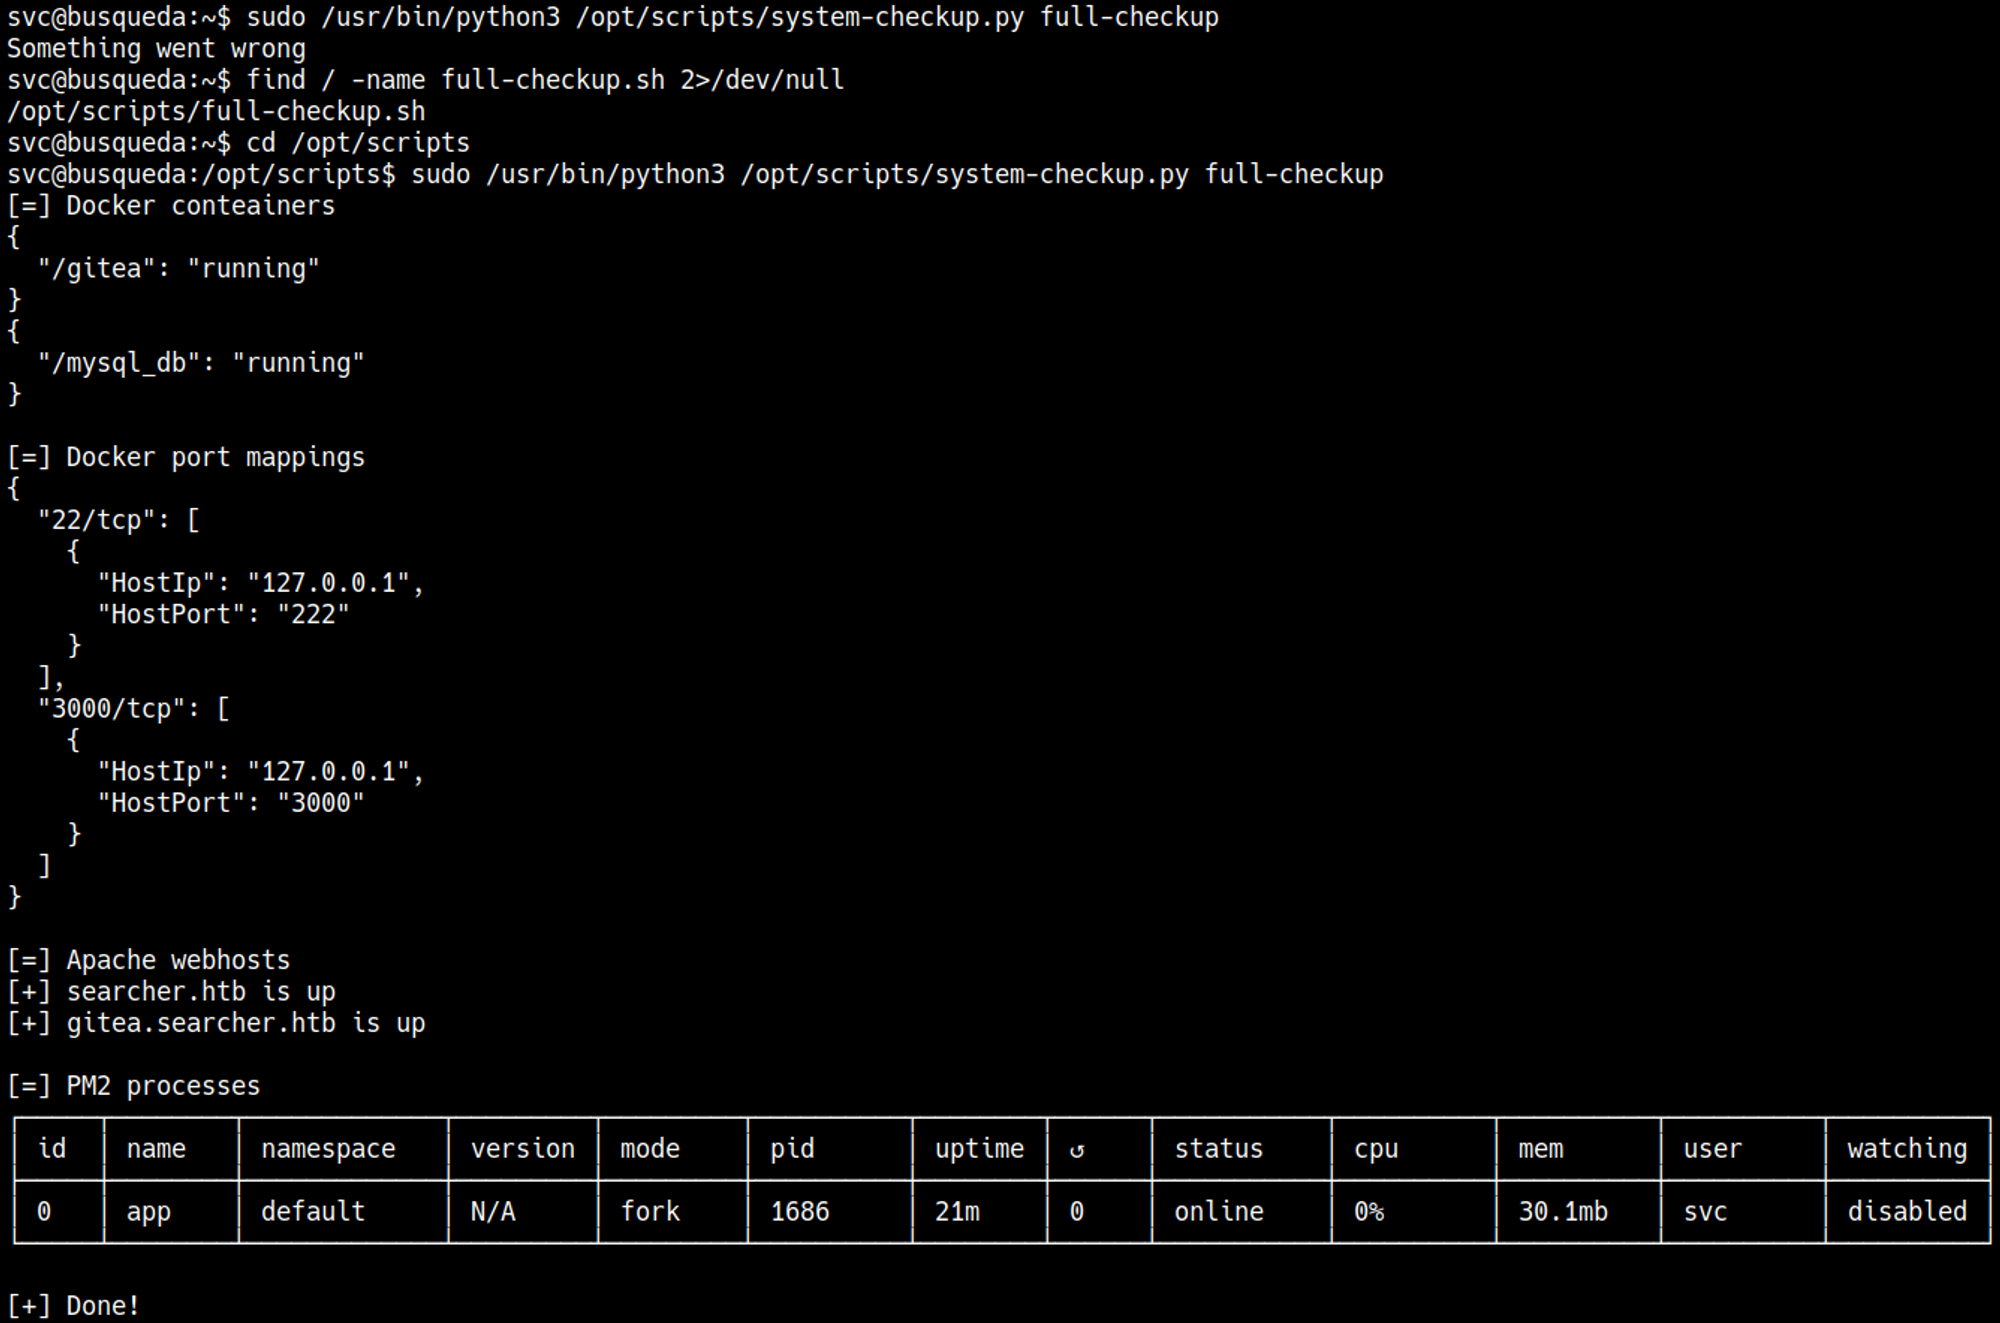 svc@busqueda:~$ sudo /usr/bin/python3 /opt/scripts/system-checkup.py full-checkup
Something went wrong
svc@busqueda:~$ find / -name full-checkup.sh 2>/dev/null
/opt/scripts/full-checkup.sh
svc@busqueda:~$ cd /opt/scripts
svc@busqueda:/opt/scripts$ sudo /usr/bin/python3 /opt/scripts/system-checkup.py full-checkup
[=] Docker conteainers
{
  "/gitea": "running"
}
{
  "/mysql_db": "running"
}

[=] Docker port mappings
{
  "22/tcp": [
    {
      "HostIp": "127.0.0.1",
      "HostPort": "222"
    }
  ],
  "3000/tcp": [
    {
      "HostIp": "127.0.0.1",
      "HostPort": "3000"
    }
  ]
}

[=] Apache webhosts
[+] searcher.htb is up
[+] gitea.searcher.htb is up

[=] PM2 processes
│ id │ name │ namespace │ version │ mode │ pid │ uptime │ ↺ │ status │ cpu │ mem │ user │ watching │
│ 0 │ app │ default │ N/A │ fork │ 1686 │ 21m │ 0 │ online │ 0% │ 30.1mb │ svc │ disabled │

[+] Done!